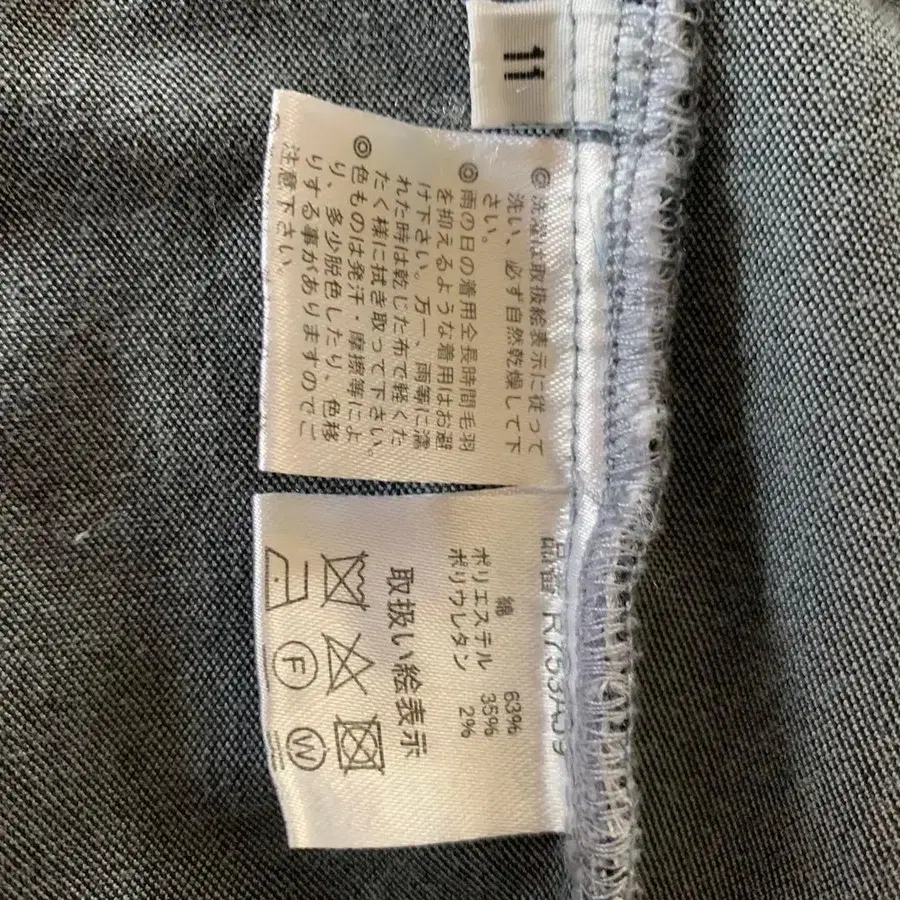 11
◎洗濯は取扱絵表示に従って
洗い、必ず自然乾燥して下
さい。
◎雨の日の着用全長時間毛羽
を抑えるような着用はお避
け下さい。万一、雨等に濡
れた時は乾じた布で軽くた
たく様に拭き取って下さい。
◎色ものは発汗・摩擦等によ
り、多少脱色したり、色移
りする事がありますのでご
注意下さい。
品番
綿 63%
ポリエステル 35%
ポリウレタン 2%
取扱い絵表示
F
W